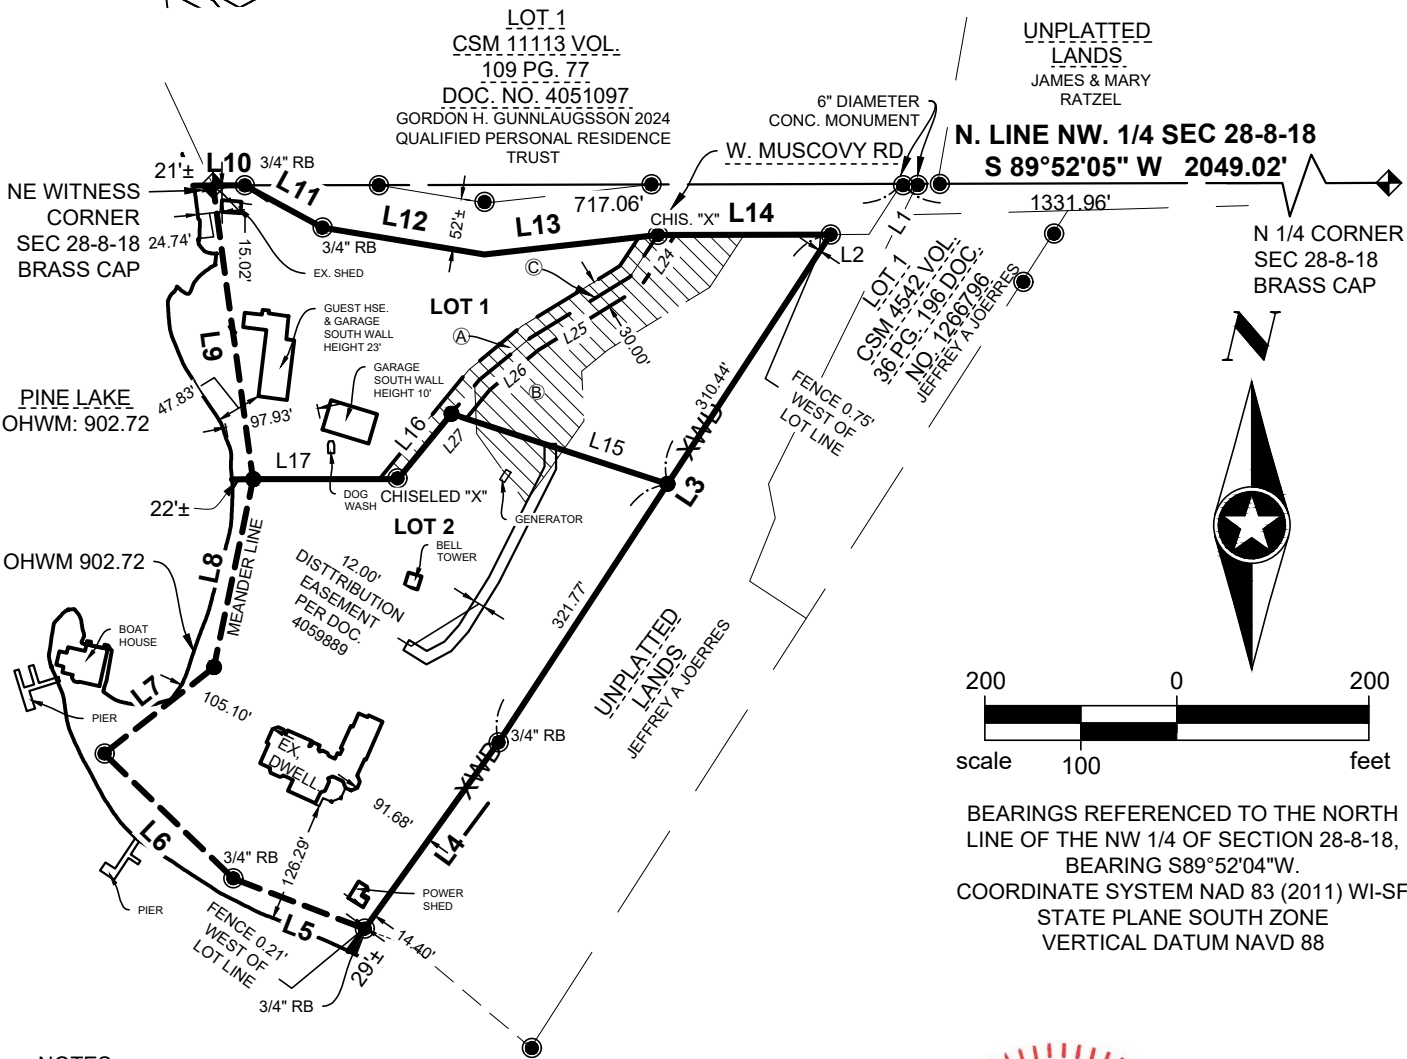 LOT 1
CSM 11113 VOL.
109 PG. 77
DOC. NO. 4051097
GORDON H. GUNNLAUGSSON 2024
QUALIFIED PERSONAL RESIDENCE
TRUST
UNPLATTED
LANDS
JAMES & MARY
RATZEL
6" DIAMETER
CONC. MONUMENT
N. LINE NW. 1/4 SEC 28-8-18
S 89°52'05" W 2049.02'
W. MUSCOVY RD
21'±
L10
3/4" RB
L11
NE WITNESS
CORNER
SEC 28-8-18
BRASS CAP
24.74'
15.02'
EX. SHED
3/4" RB
L12
52'±
L13
717.06'
CHIS. "X"
L14
L1
1331.96'
L2
N 1/4 CORNER
SEC 28-8-18
BRASS CAP
LOT 1
CSM 4542 VOL.
36 PG. 196 DOC.
NO. 1266796
JEFFREY A JOERRES
C
L24
LOT 1
A
L25
30.00'
L26
B
GUEST HSE.
& GARAGE
SOUTH WALL
HEIGHT 23'
GARAGE
SOUTH WALL
HEIGHT 10'
L9
PINE LAKE
OHWM: 902.72
47.83'
97.93'
310.44'
XWD
FENCE 0.75'
WEST OF
LOT LINE
L16
L27
L15
L17
DOG
WASH
CHISELED "X"
L3
22'±
GENERATOR
LOT 2
BELL
TOWER
N
OHWM 902.72
L8
MEANDER LINE
12.00'
DISTTRIBUTION
EASEMENT
PER DOC.
4059889
321.77'
UNPLATTED
LANDS
JEFFREY A JOERRES
BOAT
HOUSE
L7
PIER
105.10'
EX.
DWELL.
3/4" RB
XWD
91.68'
200 0 200
scale 100 feet
L6
3/4" RB
126.29'
L4
PIER
POWER
SHED
L5
FENCE 0.21'
WEST OF
LOT LINE
29'±
14.40'
3/4" RB
BEARINGS REFERENCED TO THE NORTH
LINE OF THE NW 1/4 OF SECTION 28-8-18,
BEARING S89°52'04"W.
COORDINATE SYSTEM NAD 83 (2011) WI-SF
STATE PLANE SOUTH ZONE
VERTICAL DATUM NAVD 88